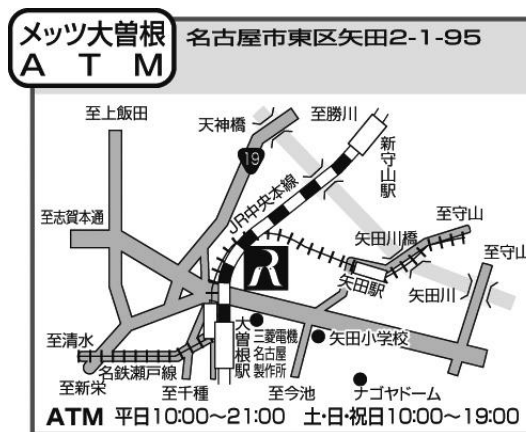 メッツ大曽根
ATM
名古屋市東区矢田2-1-95
至上飯田
天神橋
至勝川
新守山駅
19
JR中央本線
至志賀本通
矢田川橋
至守山
至守山
矢田駅
矢田川
R
大曽根駅
三菱電機
名古屋
製作所
矢田小学校
至清水
名鉄瀬戸線
至新栄
至千種
至今池
ナゴヤドーム
ATM 平日10:00～21:00 土・日・祝日10:00～19:00